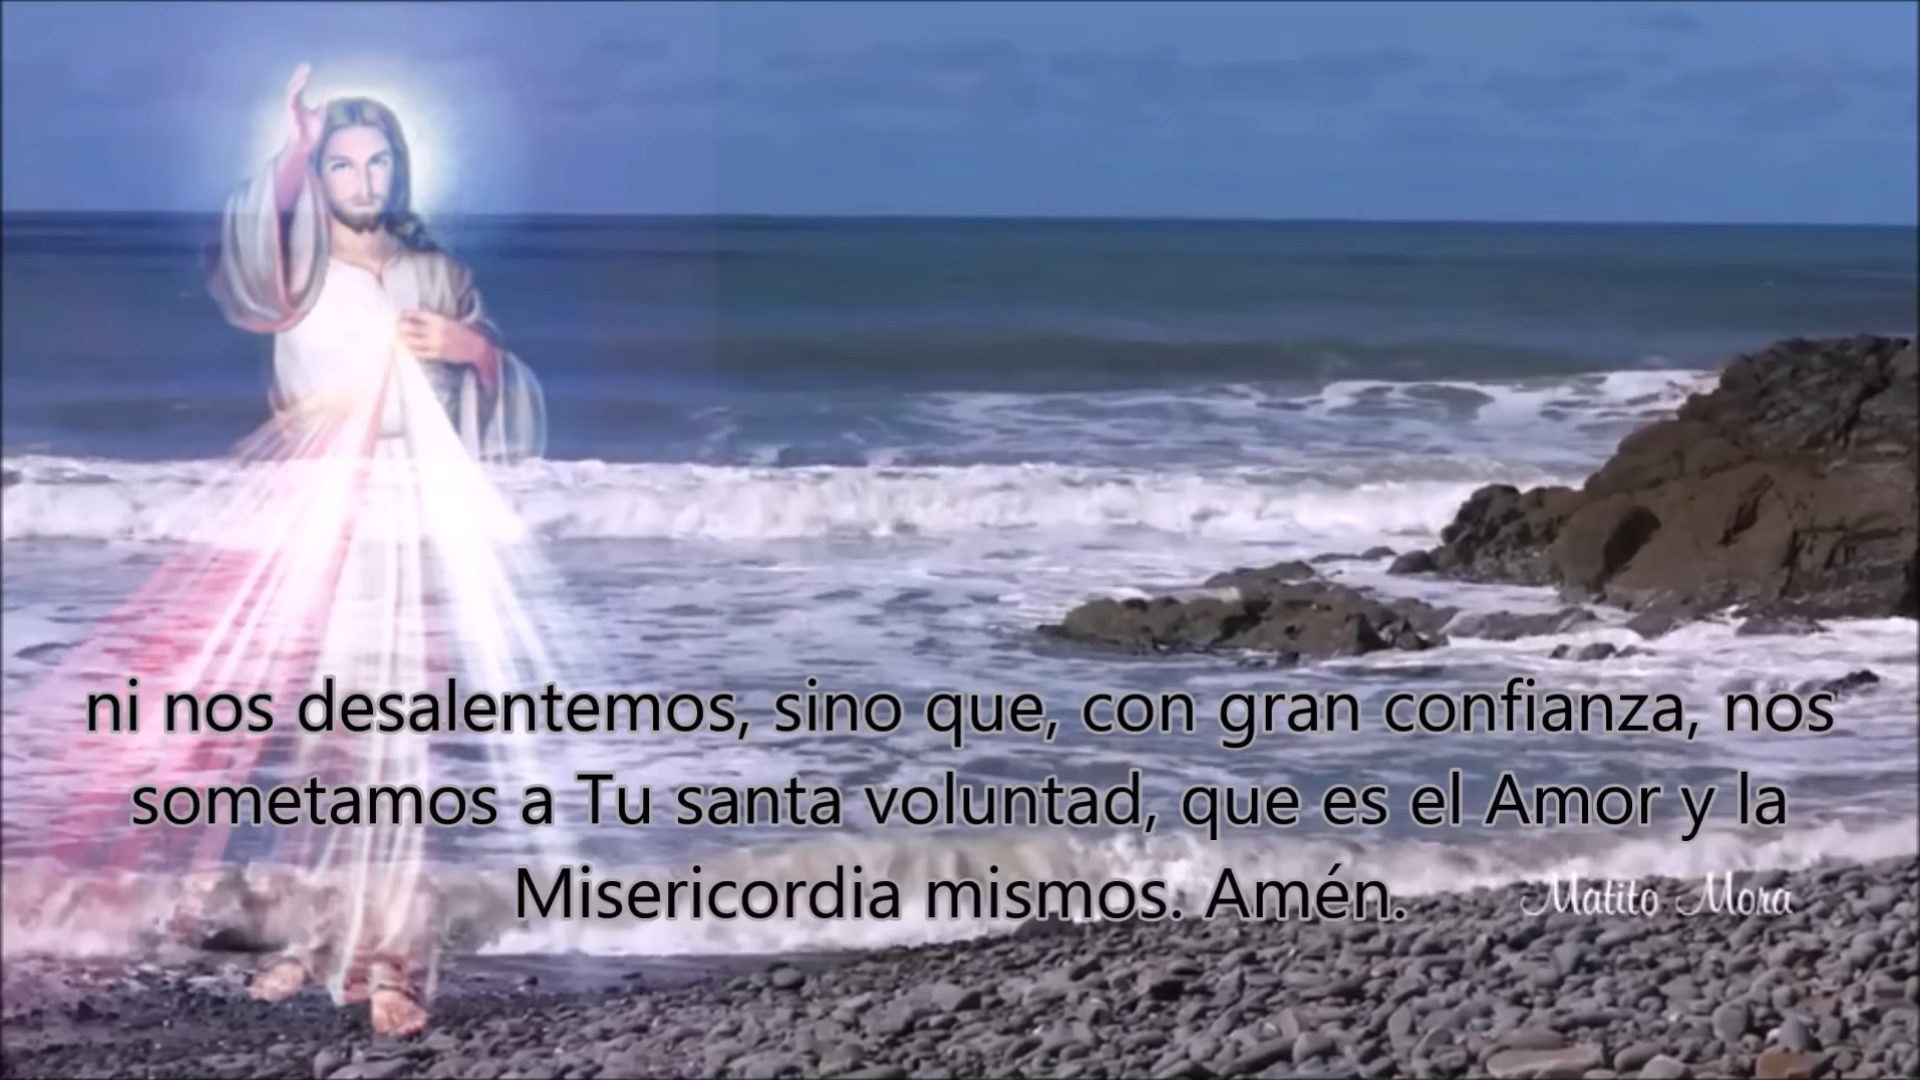 ni nos desalentemos, sino que, con gran confianza, nos
sometamos a Tu santa voluntad, que es el Amor y la
Misericordia mismos. Amén.
Matito Mora